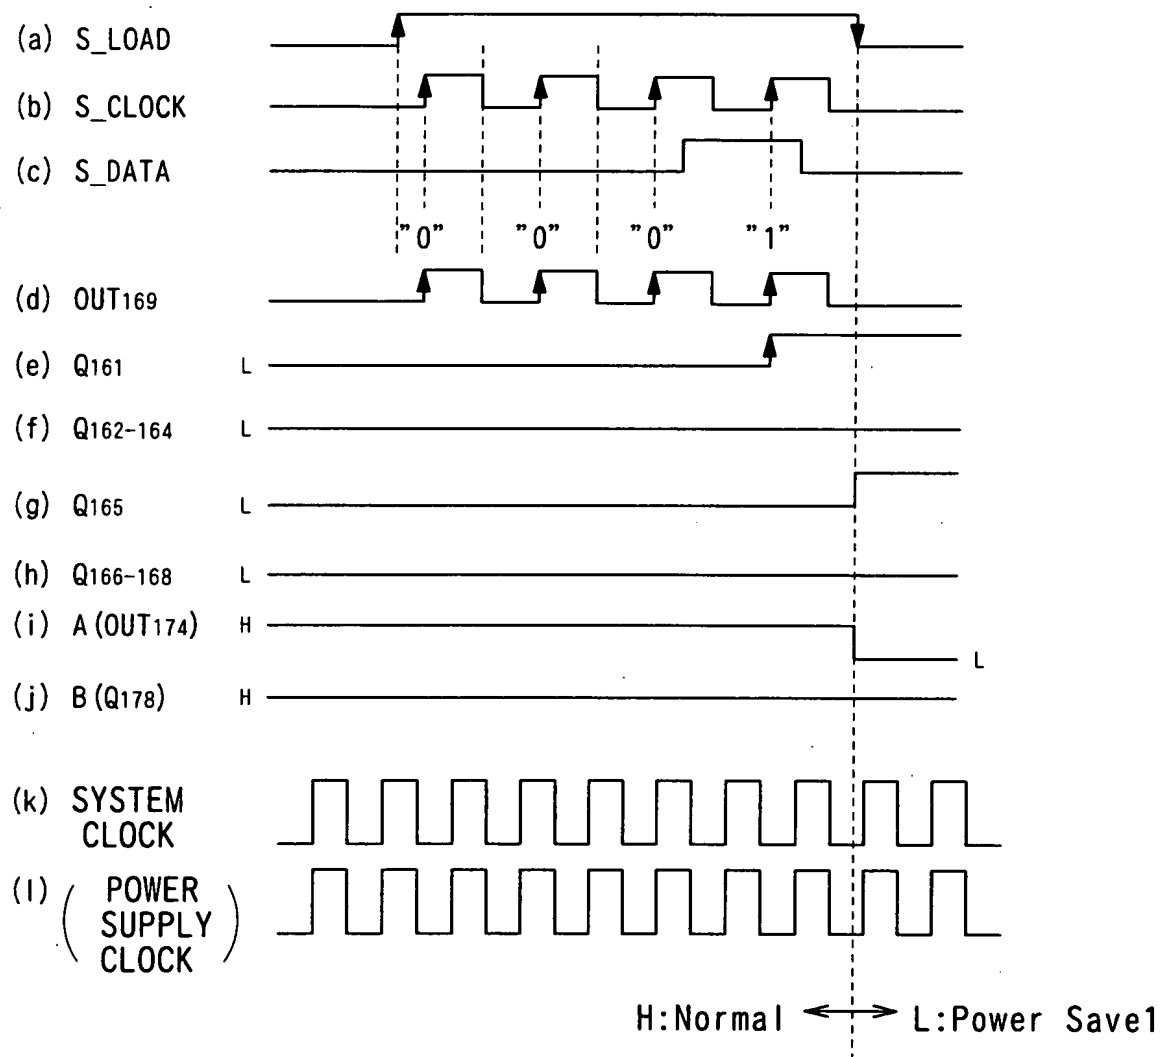 (a) S_LOAD
(b) S_CLOCK
(c) S_DATA
"0" "0" "0" "1"
(d) OUT169
(e) Q161 L
(f) Q162-164 L
(g) Q165 L
(h) Q166-168 L
(i) A(OUT174) H L
(j) B(Q178) H
(k) SYSTEM
CLOCK
(l) ( POWER
SUPPLY
CLOCK )
H:Normal L:Power Save1